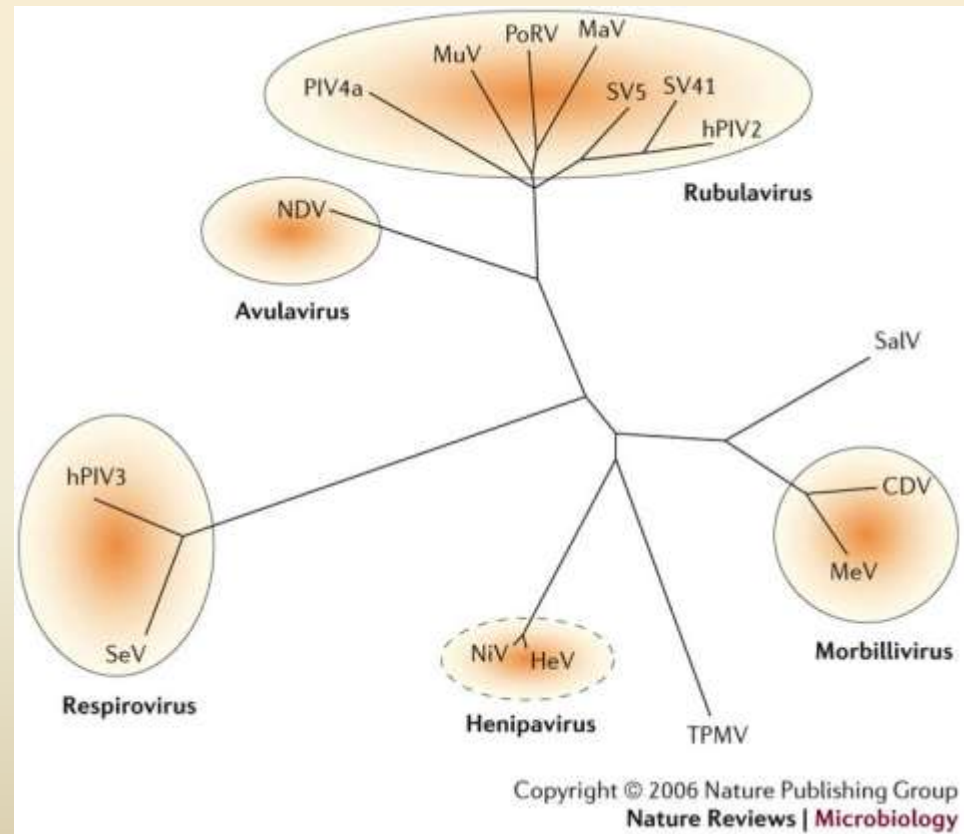 PoRV
MaV
MuV
PIV4a
SV5
SV41
hPIV2
Rubulavirus
NDV
Avulavirus
SalV
hPIV3
CDV
MeV
SeV
NiV
HeV
Morbillivirus
Respirovirus
Henipavirus
TPMV
Copyright © 2006 Nature Publishing Group
Nature Reviews | Microbiology